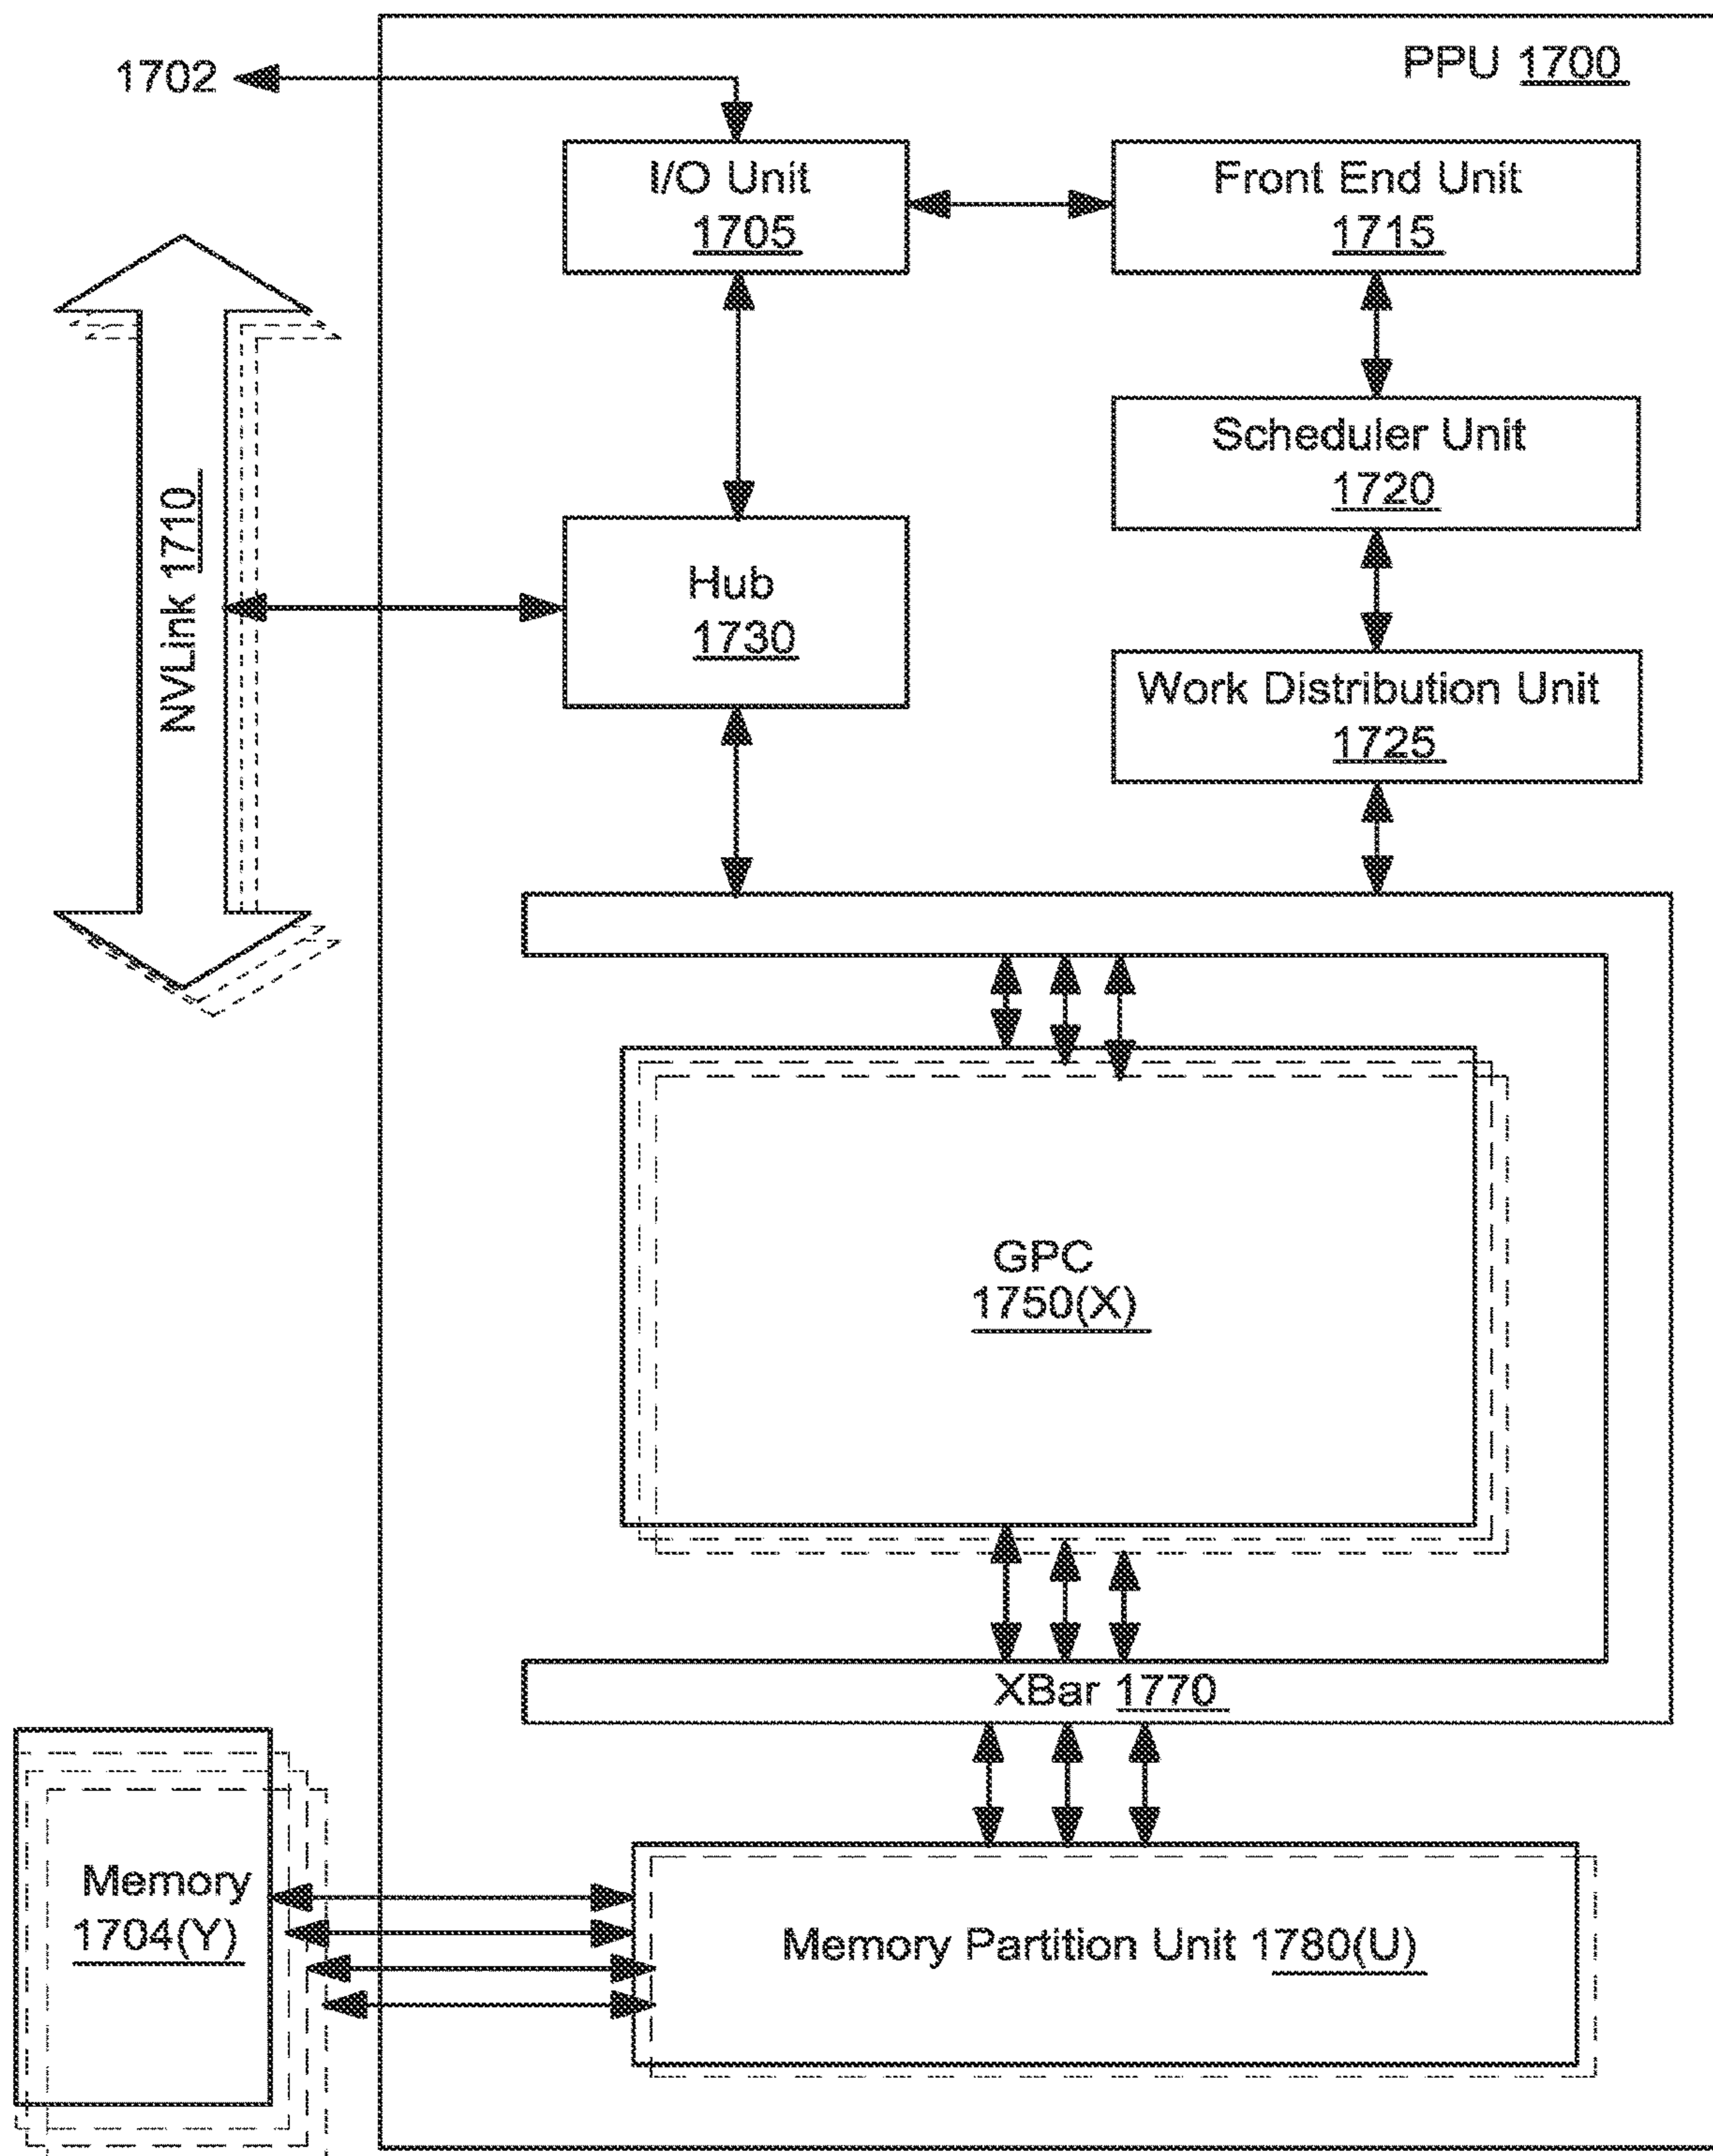 PPU 1700
1702
I/O Unit
1705
Front End Unit
1715
Scheduler Unit
1720
NVLink 1710
Hub
1730
Work Distribution Unit
1725
GPC
1750(X)
XBar 1770
Memory
1704(Y)
Memory Partition Unit 1780(U)